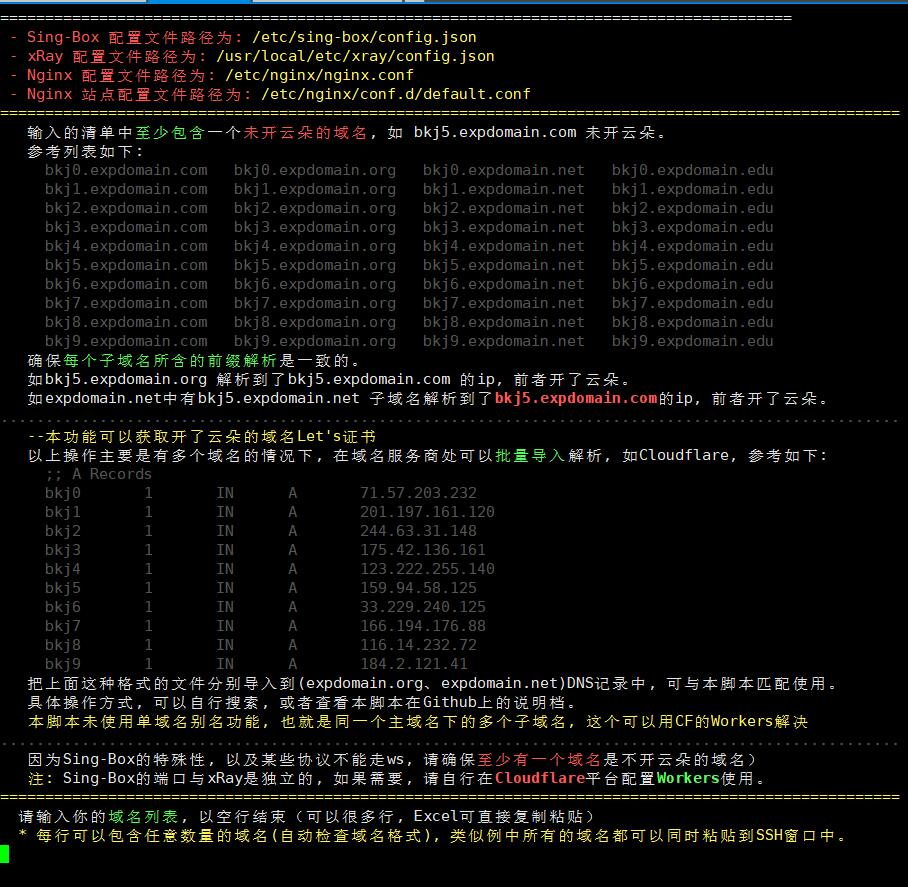 ========================================================================================
- Sing-Box 配置文件路径为: /etc/sing-box/config.json
- xRay 配置文件路径为: /usr/local/etc/xray/config.json
- Nginx 配置文件路径为: /etc/nginx/nginx.conf
- Nginx 站点配置文件路径为: /etc/nginx/conf.d/default.conf
====================================================================================================
输入的清单中至少包含一个未开云朵的域名, 如 bkj5.expdomain.com 未开云朵。
参考列表如下:
bkj0.expdomain.com bkj0.expdomain.org bkj0.expdomain.net bkj0.expdomain.edu
bkj1.expdomain.com bkj1.expdomain.org bkj1.expdomain.net bkj1.expdomain.edu
bkj2.expdomain.com bkj2.expdomain.org bkj2.expdomain.net bkj2.expdomain.edu
bkj3.expdomain.com bkj3.expdomain.org bkj3.expdomain.net bkj3.expdomain.edu
bkj4.expdomain.com bkj4.expdomain.org bkj4.expdomain.net bkj4.expdomain.edu
bkj5.expdomain.com bkj5.expdomain.org bkj5.expdomain.net bkj5.expdomain.edu
bkj6.expdomain.com bkj6.expdomain.org bkj6.expdomain.net bkj6.expdomain.edu
bkj7.expdomain.com bkj7.expdomain.org bkj7.expdomain.net bkj7.expdomain.edu
bkj8.expdomain.com bkj8.expdomain.org bkj8.expdomain.net bkj8.expdomain.edu
bkj9.expdomain.com bkj9.expdomain.org bkj9.expdomain.net bkj9.expdomain.edu
确保每个子域名所含的前缀解析是一致的。
如bkj5.expdomain.org 解析到了bkj5.expdomain.com 的ip, 前者开了云朵。
如expdomain.net中有bkj5.expdomain.net 子域名解析到了bkj5.expdomain.com的ip, 前者开了云朵。
....................................................................................................
--本功能可以获取开了云朵的域名Let's证书
以上操作主要是有多个域名的情况下, 在域名服务商处可以批量导入解析, 如Cloudflare, 参考如下:
;; A Records
bkj0 1 IN A 71.57.203.232
bkj1 1 IN A 201.197.161.120
bkj2 1 IN A 244.63.31.148
bkj3 1 IN A 175.42.136.161
bkj4 1 IN A 123.222.255.140
bkj5 1 IN A 159.94.58.125
bkj6 1 IN A 33.229.240.125
bkj7 1 IN A 166.194.176.88
bkj8 1 IN A 116.14.232.72
bkj9 1 IN A 184.2.121.41
把上面这种格式的文件分别导入到(expdomain.org、expdomain.net)DNS记录中, 可与本脚本匹配使用。
具体操作方式, 可以自行搜索, 或者查看本脚本在Github上的说明档。
本脚本未使用单域名别名功能, 也就是同一个主域名下的多个子域名, 这个可以用CF的Workers解决
....................................................................................................
因为Sing-Box的特殊性, 以及某些协议不能走ws, 请确保至少有一个域名是不开云朵的域名)
注: Sing-Box的端口与xRay是独立的, 如果需要, 请自行在Cloudflare平台配置Workers使用。
====================================================================================================
请输入你的域名列表, 以空行结束 (可以很多行, Excel可直接复制粘贴)
* 每行可以包含任意数量的域名(自动检查域名格式), 类似例中所有的域名都可以同时粘贴到SSH窗口中。